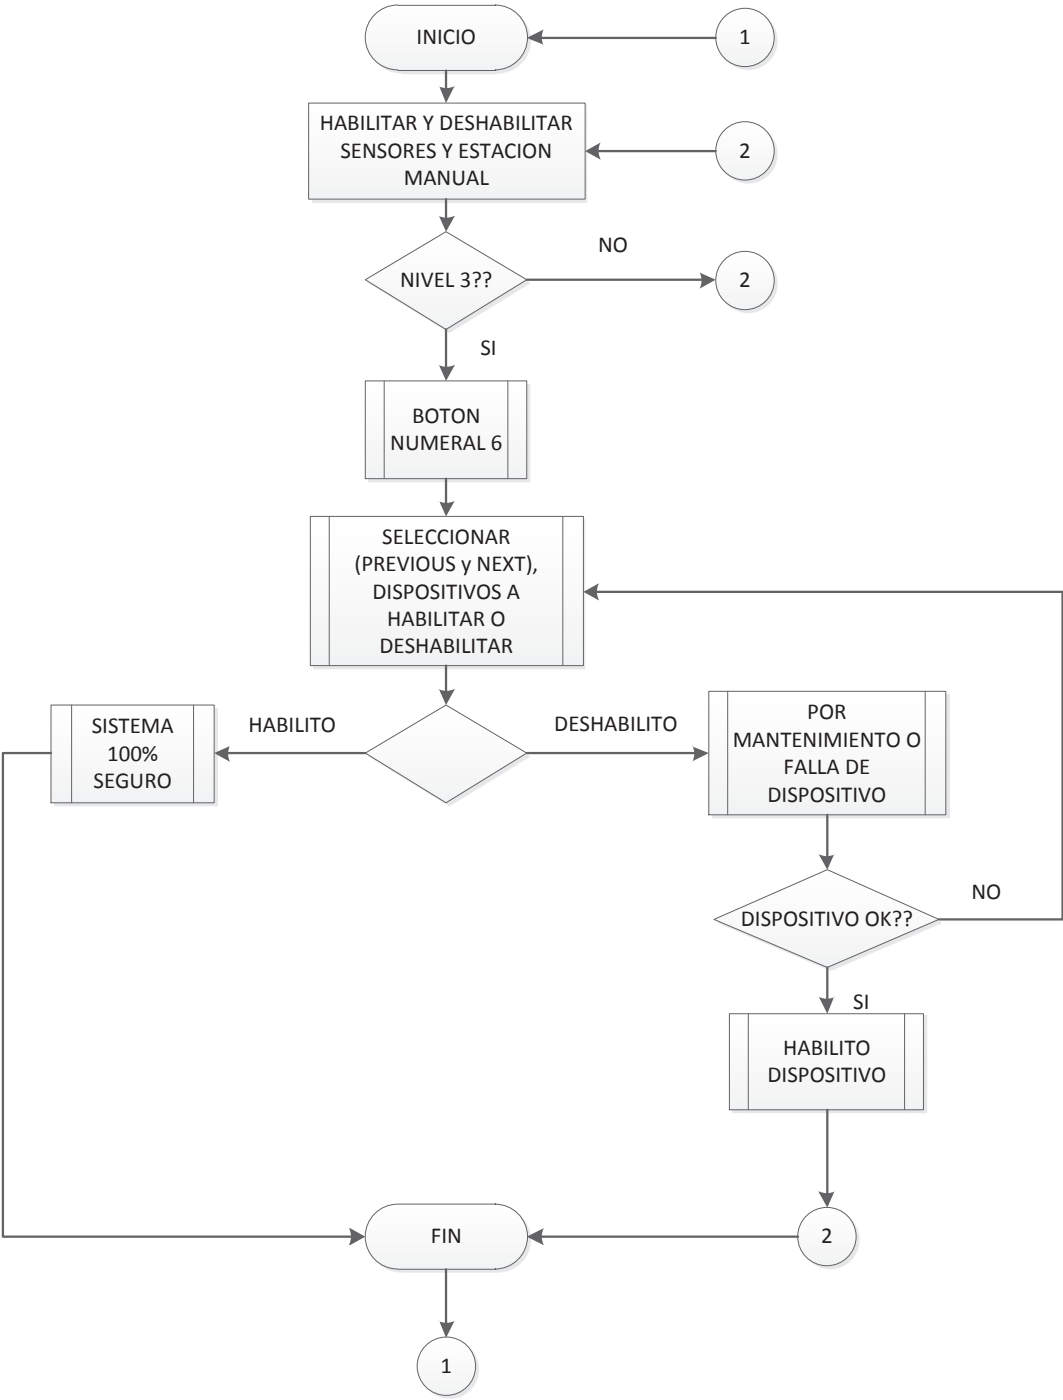 INICIO
1
HABILITAR Y DESHABILITAR
SENSORES Y ESTACION
MANUAL
2
NO
NIVEL 3??
2
SI
BOTON
NUMERAL 6
SELECCIONAR
(PREVIOUS y NEXT),
DISPOSITIVOS A
HABILITAR O
DESHABILITAR
SISTEMA
100%
SEGURO
HABILITO
DESHABILITO
POR
MANTENIMIENTO O
FALLA DE
DISPOSITIVO
NO
DISPOSITIVO OK??
SI
HABILITO
DISPOSITIVO
FIN
2
1